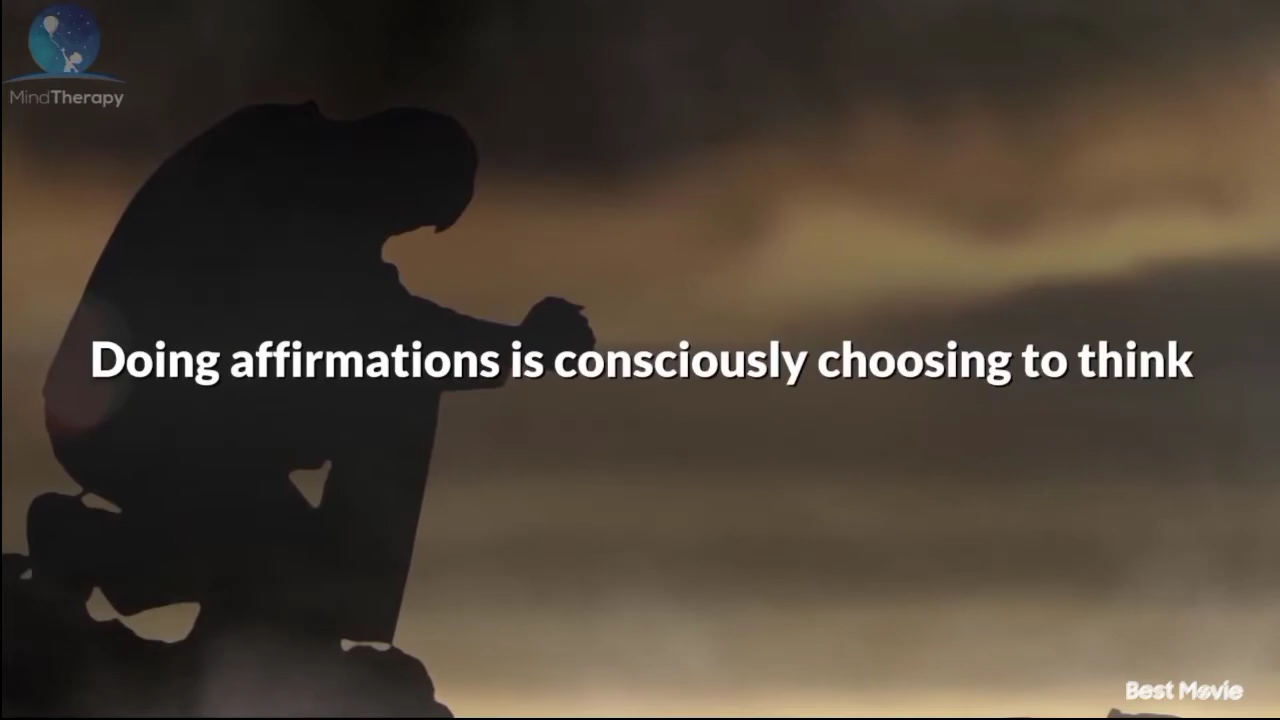 MindTherapy
Doing affirmations is consciously choosing to think
Best Movie